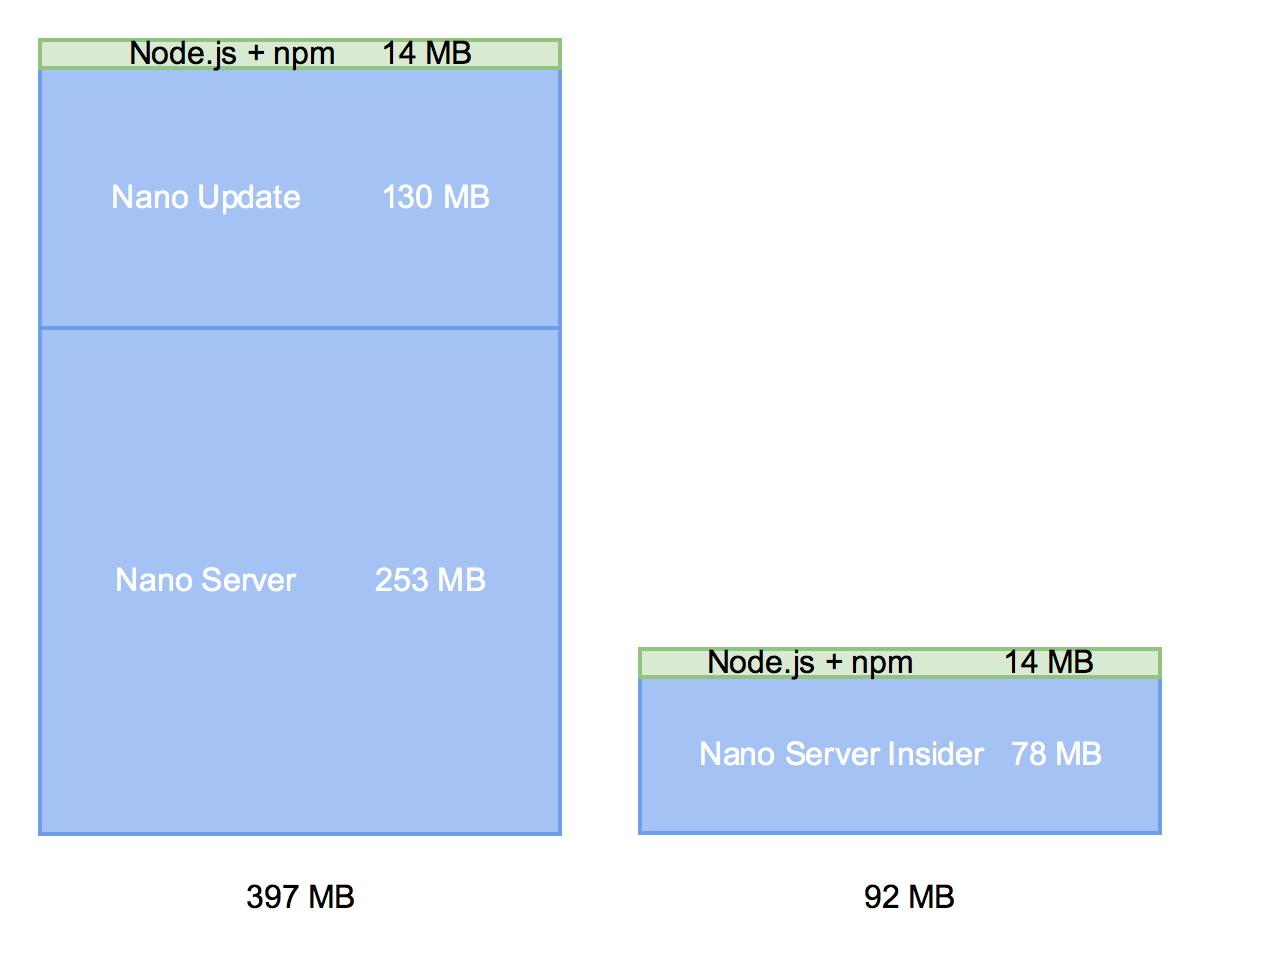 Node.js + npm 14 MB
Nano Update 130 MB
Nano Server 253 MB
397 MB
Node.js + npm 14 MB
Nano Server Insider 78 MB
92 MB